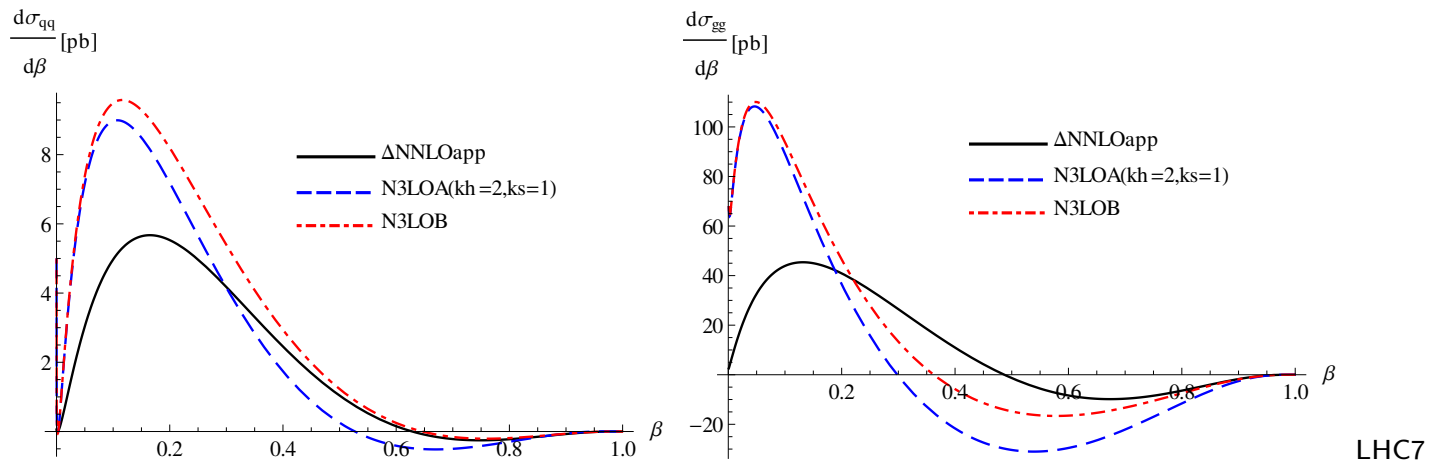 dσqq
dβ
[pb]
8
6
4
2
0.2
0.4
0.6
0.8
1.0
β
ΔNNLOapp
N3LOA(kh=2,ks=1)
N3LOB
dσgg
dβ
[pb]
100
80
60
40
20
-20
0.2
0.4
0.6
0.8
1.0
β
ΔNNLOapp
N3LOA(kh=2,ks=1)
N3LOB
LHC7